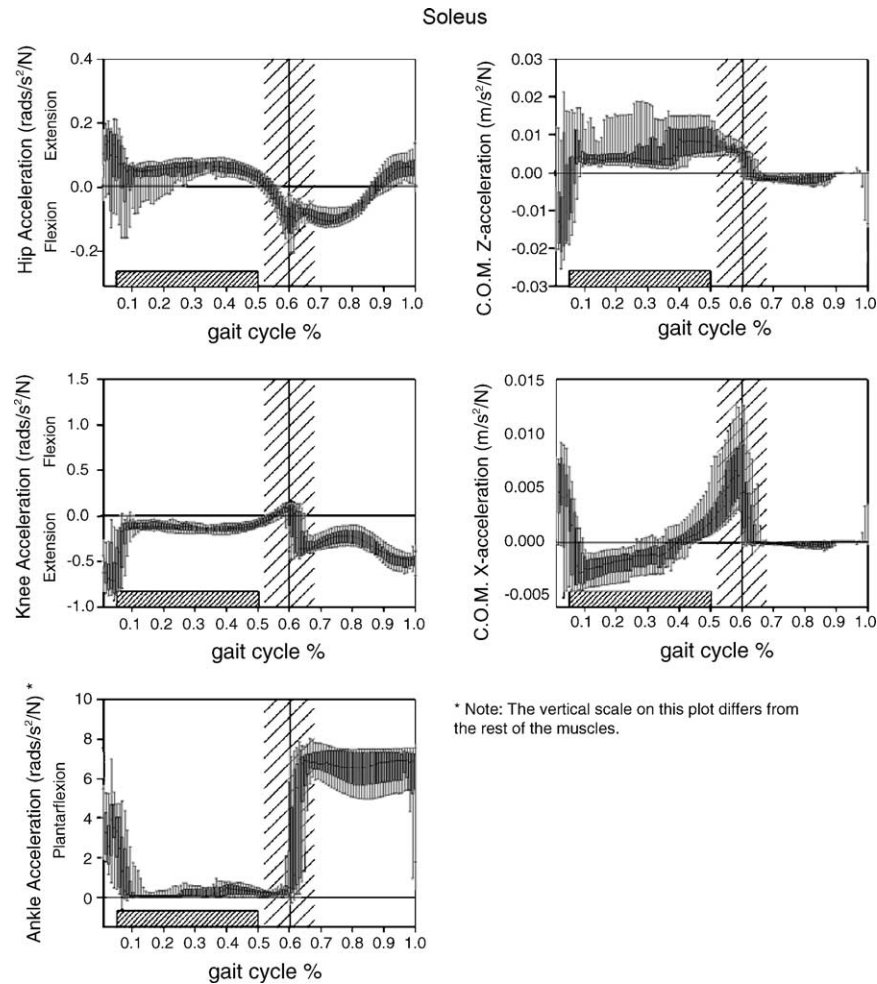 Soleus
Hip Acceleration (rads/s²/N)
Flexion Extension
0.4
0.2
0.0
-0.2
0.1 0.2 0.3 0.4 0.5 0.6 0.7 0.8 0.9 1.0
gait cycle %
C.O.M. Z-acceleration (m/s²/N)
0.03
0.02
0.01
0.00
-0.01
-0.02
-0.03
0.1 0.2 0.3 0.4 0.5 0.6 0.7 0.8 0.9 1.0
gait cycle %
Knee Acceleration (rads/s²/N)
Extension Flexion
1.5
1.0
0.5
0.0
-0.5
-1.0
0.1 0.2 0.3 0.4 0.5 0.6 0.7 0.8 0.9 1.0
gait cycle %
C.O.M. X-acceleration (m/s²/N)
0.015
0.010
0.005
0.000
-0.005
0.1 0.2 0.3 0.4 0.5 0.6 0.7 0.8 0.9 1.0
gait cycle %
Ankle Acceleration (rads/s²/N) *
Plantarflexion
10
8
6
4
2
0
0.1 0.2 0.3 0.4 0.5 0.6 0.7 0.8 0.9 1.0
gait cycle %
* Note: The vertical scale on this plot differs from
the rest of the muscles.